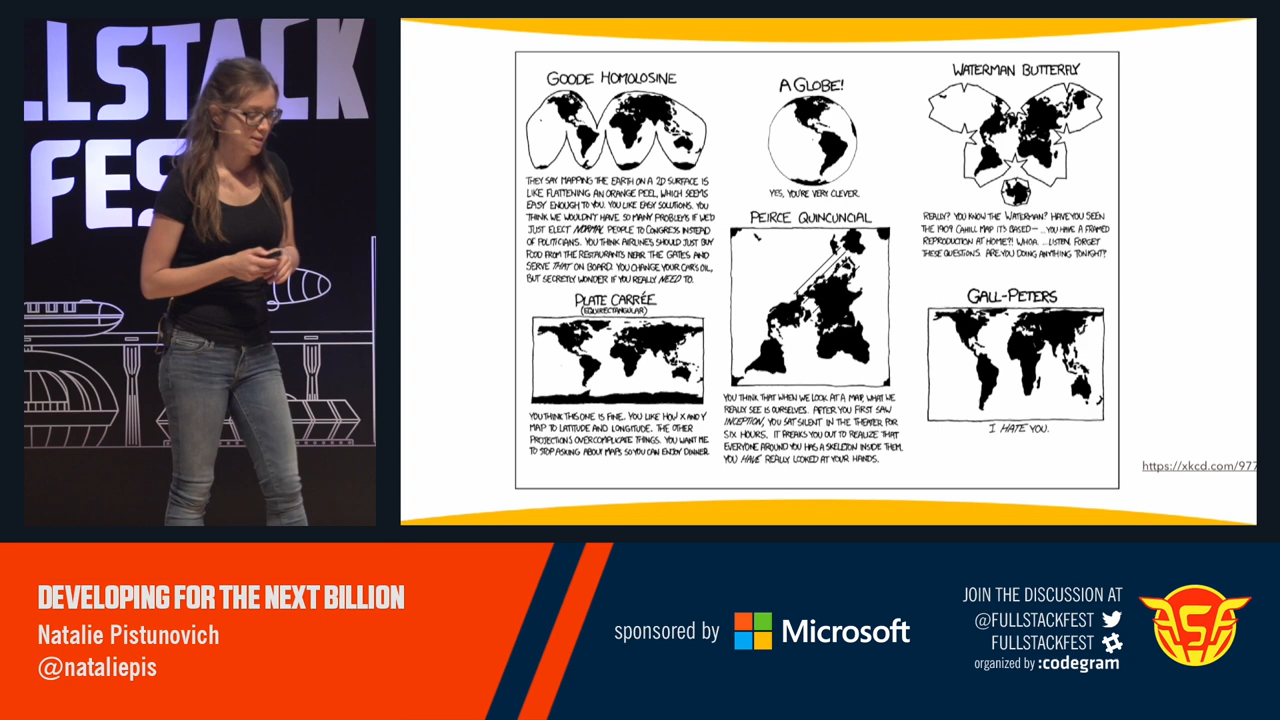 LLSTACK
FES
GOODE HOMOLOSINE
THEY SAY MAPPING THE EARTH ON A 2D SURFACE IS
LIKE FLATTENING AN ORANGE PEEL, WHICH SEEMS
EASY ENOUGH TO YOU. YOU LIKE EASY SOLUTIONS. YOU
THINK WE WOULDN'T HAVE SO MANY PROBLEMS IF WE'D
JUST ELECT NORMAL PEOPLE TO CONGRESS INSTEAD
OF POLITICIANS. YOU THINK AIRLINES SHOULD JUST BUY
FOOD FROM THE RESTAURANTS NEAR THE GATES AND
SERVE THAT ON BOARD. YOU CHANGE YOUR CAR'S OIL,
BUT SECRETLY WONDER IF YOU REALLY NEED TO.
PLATE CARRÉE
(EQUIRECTANGULAR)
YOU THINK THIS ONE IS FINE. YOU LIKE HOW X AND Y
MAP TO LATITUDE AND LONGITUDE. THE OTHER
PROJECTIONS OVERCOMPLICATE THINGS. YOU WANT ME
TO STOP ASKING ABOUT MAPS SO YOU CAN ENJOY DINNER.
A GLOBE!
YES, YOU'RE VERY CLEVER.
PEIRCE QUINCUNCIAL
YOU THINK THAT WHEN WE LOOK AT A MAP, WHAT WE
REALLY SEE IS OURSELVES. AFTER YOU FIRST SAW
INCEPTION, YOU SAT SILENT IN THE THEATER FOR
SIX HOURS. IT FREAKS YOU OUT TO REALIZE THAT
EVERYONE AROUND YOU HAS A SKELETON INSIDE THEM.
YOU HAVE REALLY LOOKED AT YOUR HANDS.
WATERMAN BUTTERFLY
REALLY? YOU KNOW THE WATERMAN? HAVE YOU SEEN
THE 1909 CAHILL MAP IT'S BASED— ...YOU HAVE A FRAMED
REPRODUCTION AT HOME?! WHOA. ...LISTEN, FORGET
THESE QUESTIONS. ARE YOU DOING ANYTHING TONIGHT?
GALL-PETERS
I HATE YOU.
https://xkcd.com/977
DEVELOPING FOR THE NEXT BILLION
Natalie Pistunovich
@nataliepis
sponsored by Microsoft
JOIN THE DISCUSSION AT
@FULLSTACKFEST
FULLSTACKFEST
organized by :codegram
FSF